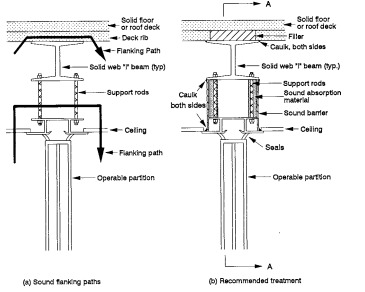 Solid floor
or roof deck
Deck rib
Flanking Path
Solid web "I" beam (typ)
Support rods
Ceiling
Flanking path
Operable partition
(a) Sound flanking paths
A
Solid floor
or roof deck
Filler
Caulk, both sides
Solid web "I" beam (typ.)
Caulk
both sides
Support rods
Sound absorption
material
Sound barrier
Ceiling
Seals
Operable partition
A
(b) Recommended treatment